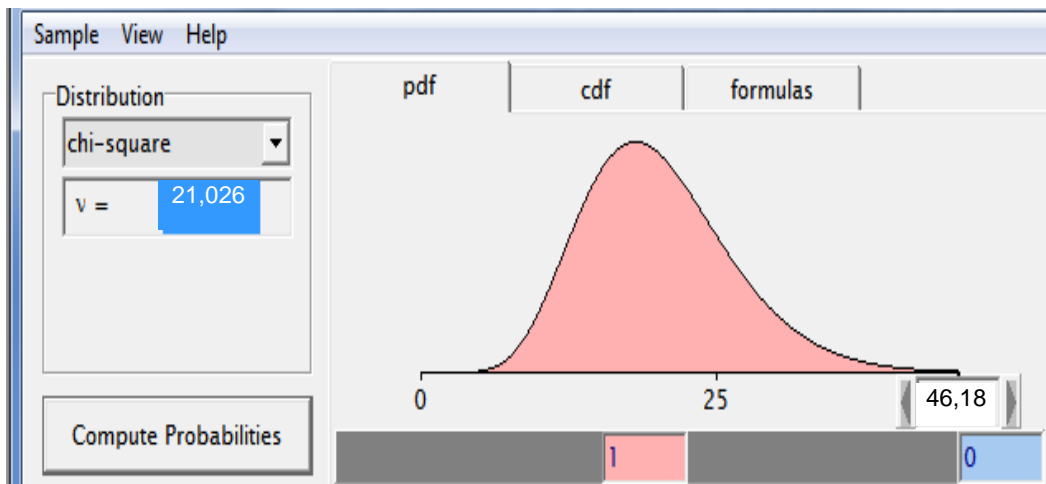 Sample View Help
Distribution
chi-square
ν = 21,026
Compute Probabilities
pdf cdf formulas
0 25 46,18
1 0